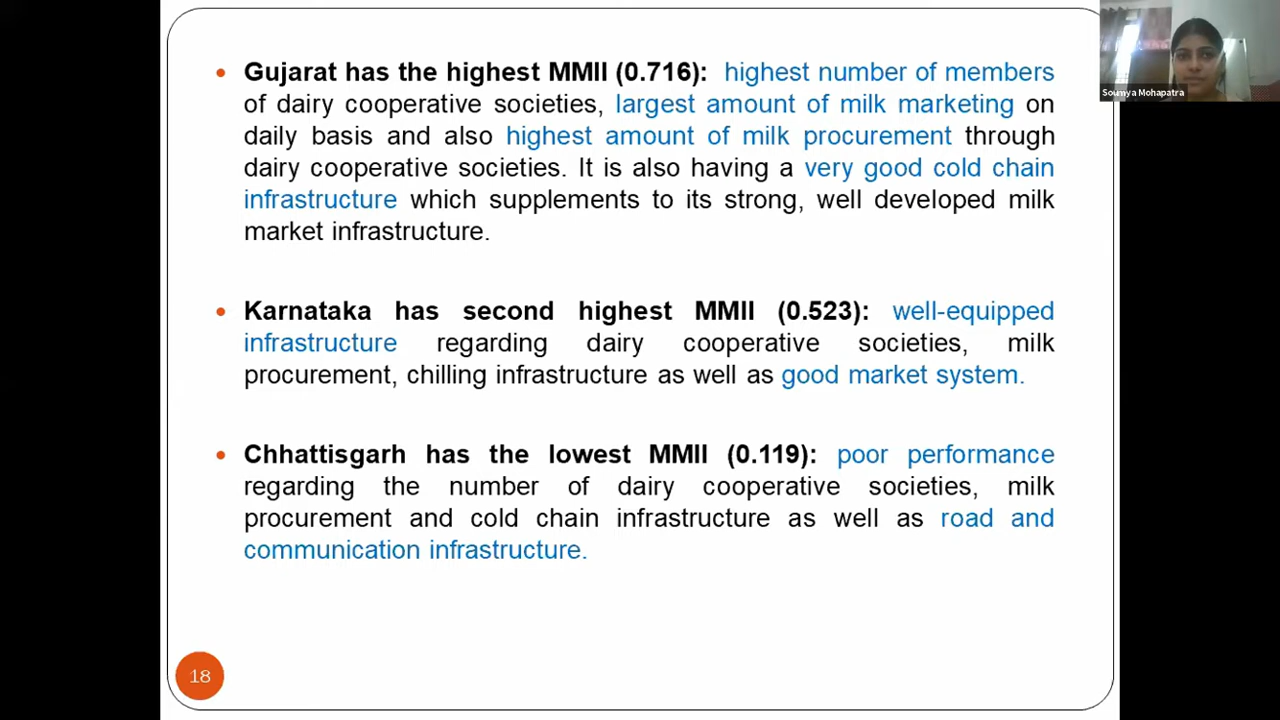 Gujarat has the highest MMII (0.716): highest number of members
of dairy cooperative societies, largest amount of milk marketing on
daily basis and also highest amount of milk procurement through
dairy cooperative societies. It is also having a very good cold chain
infrastructure which supplements to its strong, well developed milk
market infrastructure.
Karnataka has second highest MMII (0.523): well-equipped
infrastructure regarding dairy cooperative societies, milk
procurement, chilling infrastructure as well as good market system.
Chhattisgarh has the lowest MMII (0.119): poor performance
regarding the number of dairy cooperative societies, milk
procurement and cold chain infrastructure as well as road and
communication infrastructure.
18
Soumya Mohapatra